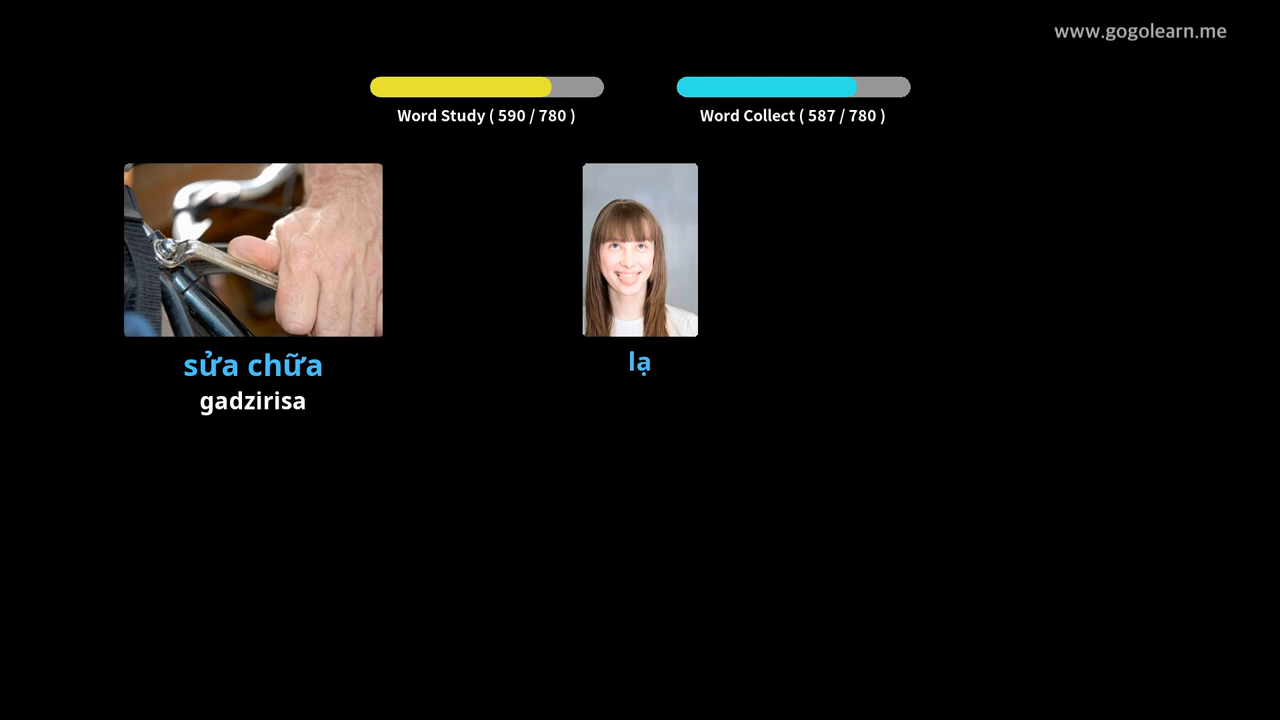 www.gogolearn.me
Word Study ( 590 / 780 )
Word Collect ( 587 / 780 )
sửa chữa
gadzirisa
lạ